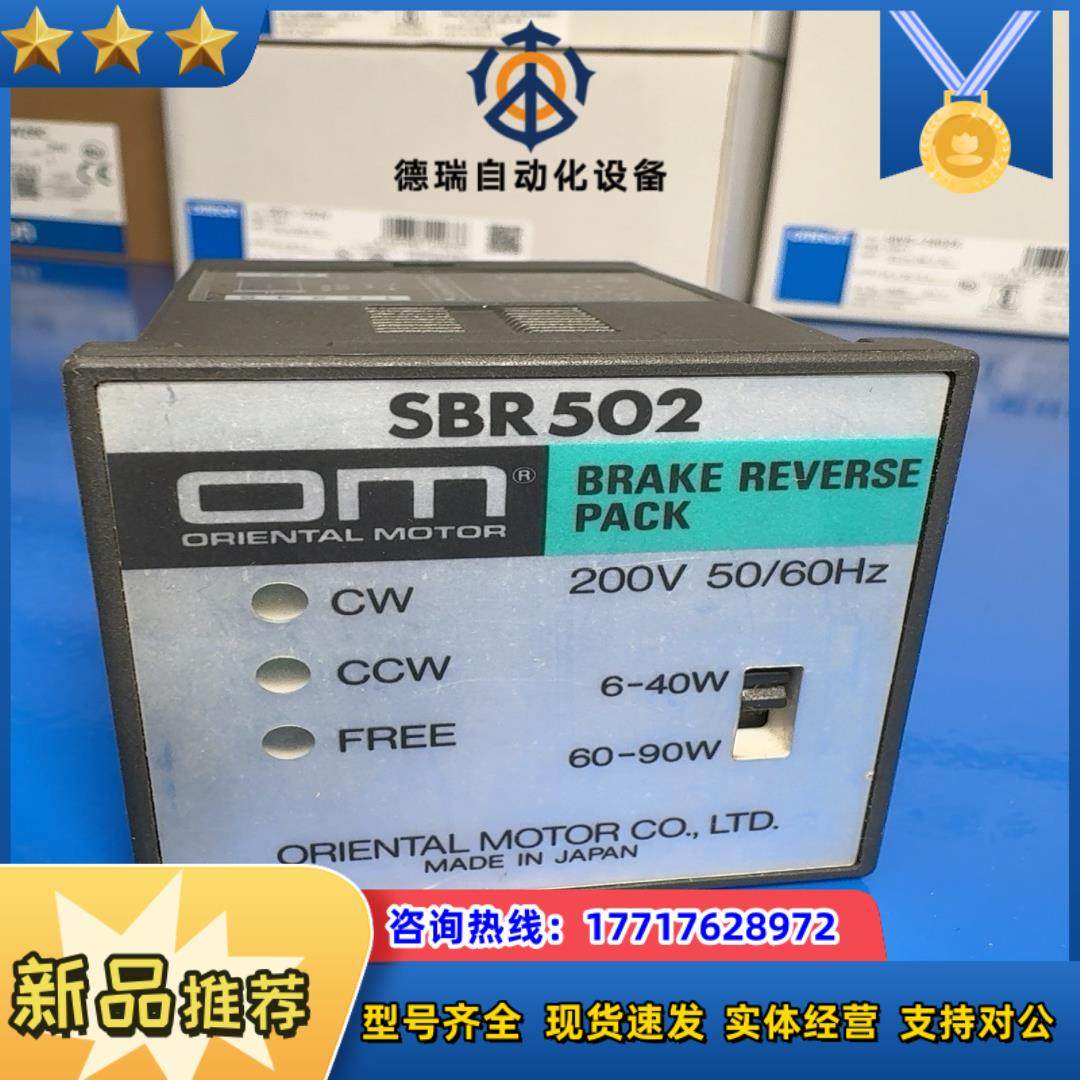 德瑞自动化设备
SBR 502
om®
ORIENTAL MOTOR
BRAKE REVERSE
PACK
200V 50/60Hz
CW
CCW
FREE
6-40W
60-90W
ORIENTAL MOTOR CO., LTD.
MADE IN JAPAN
咨询热线：17717628972
新品推荐
型号齐全 现货速发 实体经营 支持对公